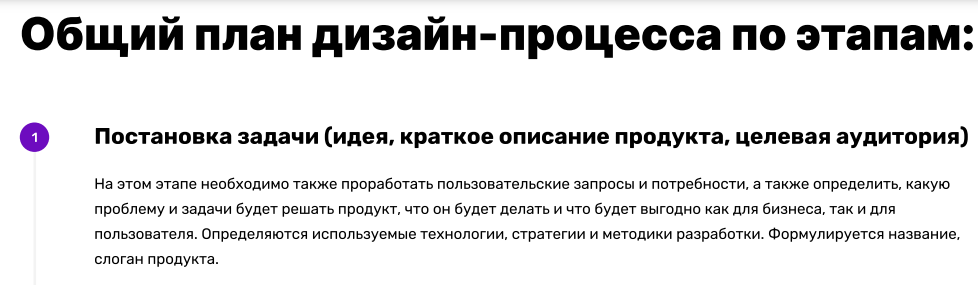 Общий план дизайн-процесса по этапам:
1
Постановка задачи (идея, краткое описание продукта, целевая аудитория)
На этом этапе необходимо также проработать пользовательские запросы и потребности, а также определить, какую
проблему и задачи будет решать продукт, что он будет делать и что будет выгодно как для бизнеса, так и для
пользователя. Определяются используемые технологии, стратегии и методики разработки. Формулируется название,
слоган продукта.